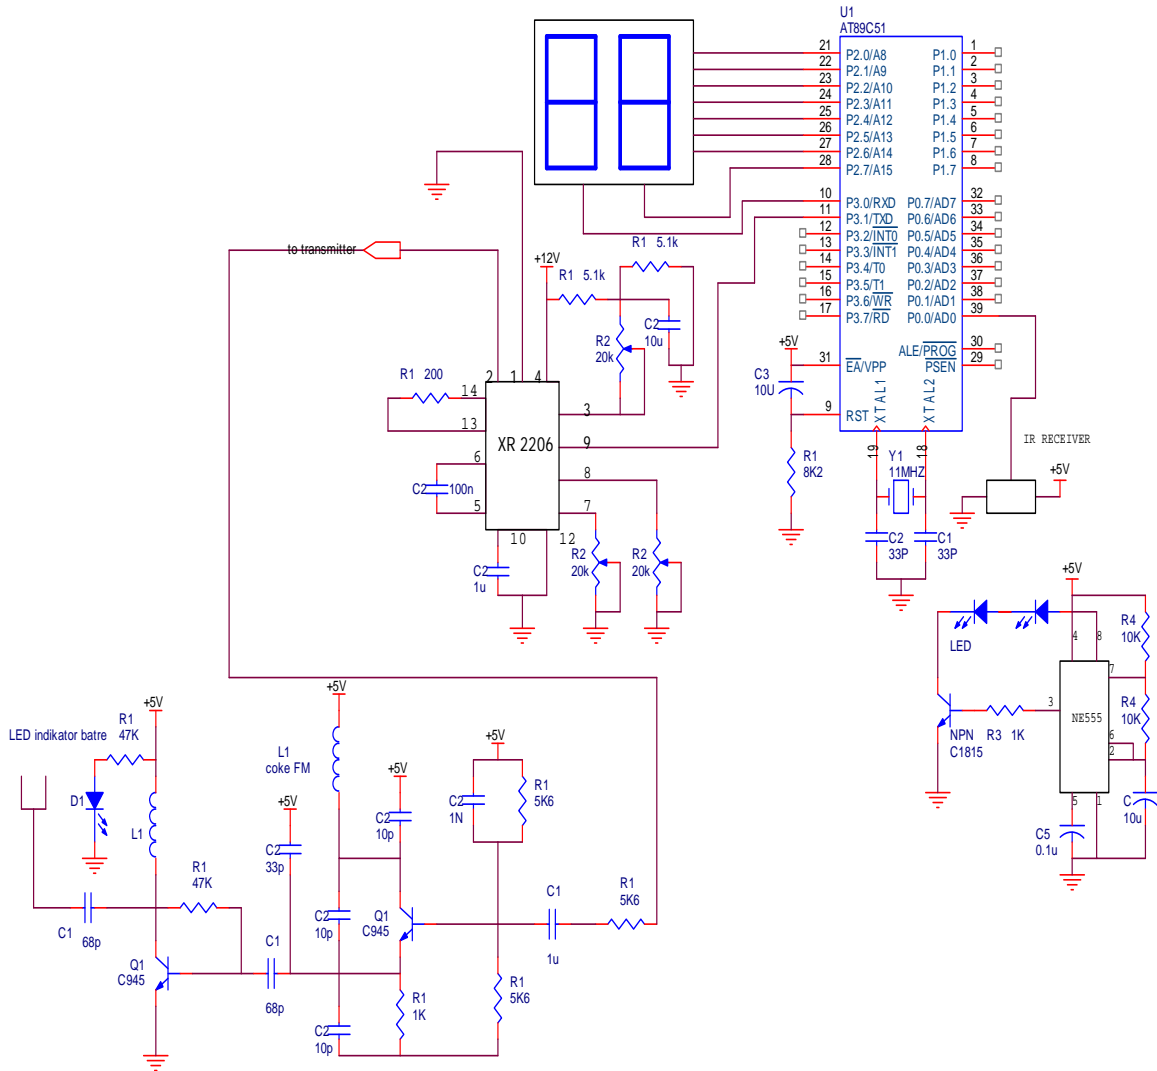 U1
AT89C51
21 P2.0/A8 P1.0 1
22 P2.1/A9 P1.1 2
23 P2.2/A10 P1.2 3
24 P2.3/A11 P1.3 4
25 P2.4/A12 P1.4 5
26 P2.5/A13 P1.5 6
27 P2.6/A14 P1.6 7
28 P2.7/A15 P1.7 8
10 P3.0/RXD P0.7/AD7 32
11 P3.1/TXD P0.6/AD6 33
12 P3.2/INT0 P0.5/AD5 34
13 P3.3/INT1 P0.4/AD4 35
14 P3.4/T0 P0.3/AD3 36
15 P3.5/T1 P0.2/AD2 37
16 P3.6/WR P0.1/AD1 38
17 P3.7/RD P0.0/AD0 39
ALE/PROG 30
31 EA/VPP PSEN 29
9 RST XTAL1 XTAL2
19 18
+5V
C3
10U
R1
8K2
Y1
11MHZ
C2
33P
C1
33P
IR RECEIVER
+5V
to transmitter
+12V
R1 5.1k
R1 5.1k
R2
20k
C2
10u
2 1 4
R1 200
14
13
6
5
XR 2206
3
9
8
7
10 12
C2 100n
C2
1u
R2
20k
R2
20k
+5V
LED
4 8
R4
10K
7
R4
10K
3
NE555
6
2
5 1
R3 1K
NPN
C1815
C5
0.1u
C
10u
LED indikator batre
R1
47K
+5V
D1
L1
R1
47K
C1
68p
Q1
C945
C1
68p
+5V
C2
33p
+5V
L1
coke FM
+5V
C2
10p
C2
10p
C2
10p
Q1
C945
R1
1K
+5V
C2
1N
R1
5K6
R1
5K6
C1
1u
R1
5K6